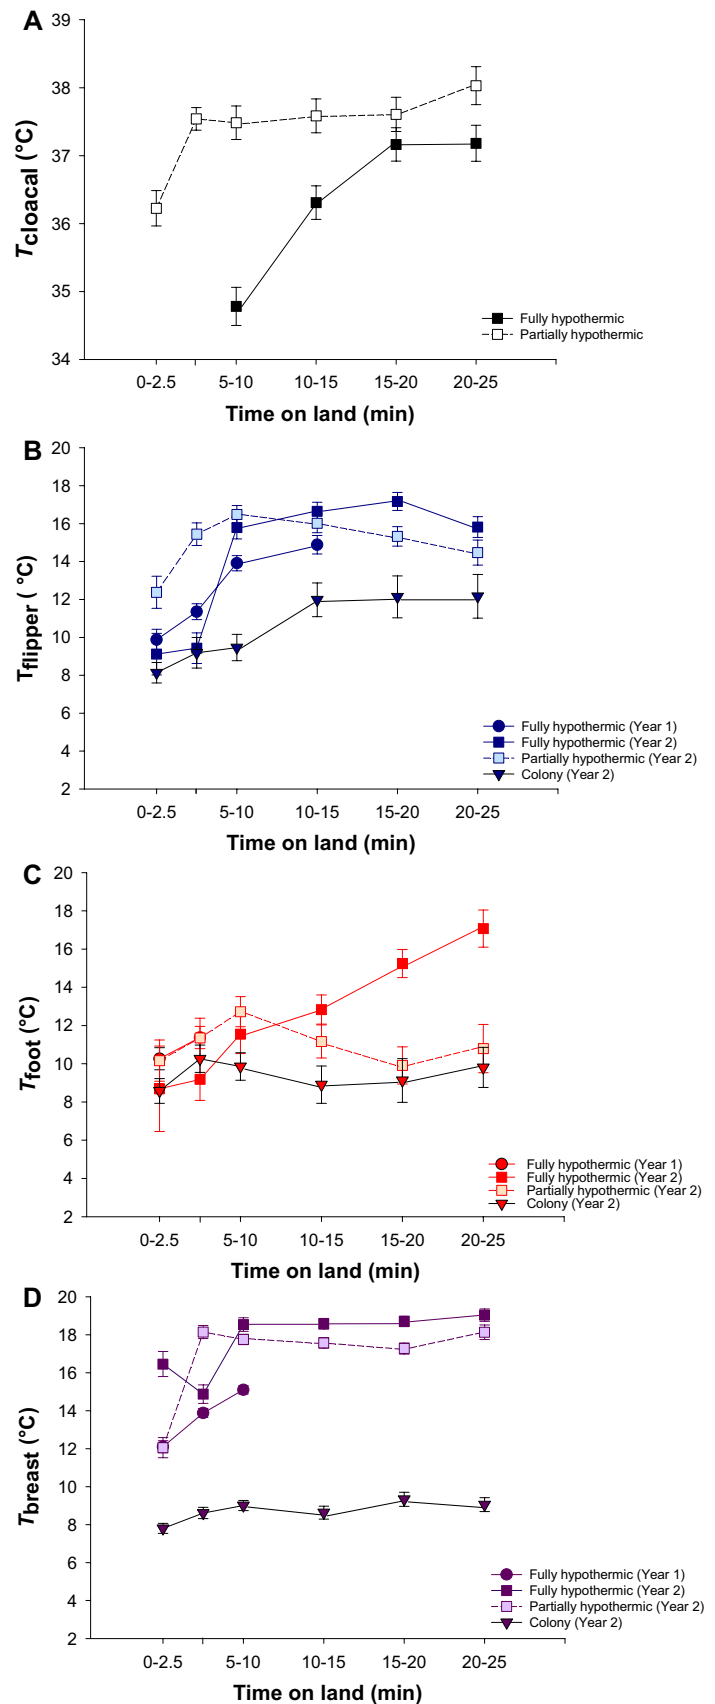 A
39
38
37
36
35
34
Tcloacal (°C)
Fully hypothermic
Partially hypothermic
0-2.5 5-10 10-15 15-20 20-25
Time on land (min)
B
20
18
16
14
12
10
8
6
4
2
Tflipper ( °C)
Fully hypothermic (Year 1)
Fully hypothermic (Year 2)
Partially hypothermic (Year 2)
Colony (Year 2)
0-2.5 5-10 10-15 15-20 20-25
Time on land (min)
C
20
18
16
14
12
10
8
6
4
2
Tfoot (°C)
Fully hypothermic (Year 1)
Fully hypothermic (Year 2)
Partially hypothermic (Year 2)
Colony (Year 2)
0-2.5 5-10 10-15 15-20 20-25
Time on land (min)
D
20
18
16
14
12
10
8
6
4
2
Tbreast (°C)
Fully hypothermic (Year 1)
Fully hypothermic (Year 2)
Partially hypothermic (Year 2)
Colony (Year 2)
0-2.5 5-10 10-15 15-20 20-25
Time on land (min)